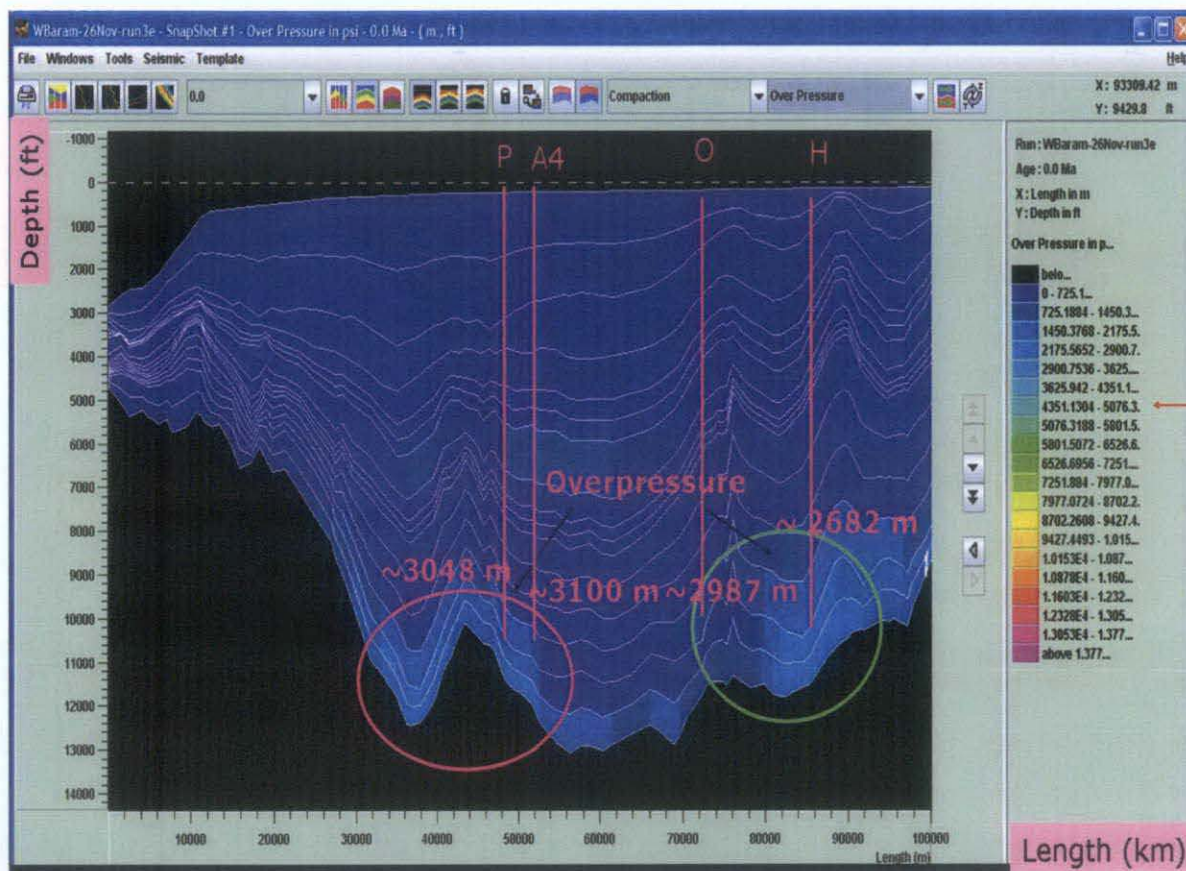 WBaram-26Nov-run3e - SnapShot #1 - Over Pressure in psi - 0.0 Ma - ( m , ft )
File Windows Tools Seismic Template Help
0.0 Compaction Over Pressure
X: 93309.42 m
Y: 9429.8 ft
Depth (ft)
-1000
0
1000
2000
3000
4000
5000
6000
7000
8000
9000
10000
11000
12000
13000
14000
P A4 O H
Overpressure
~ 2682 m
~3048 m
~3100 m ~2987 m
10000 20000 30000 40000 50000 60000 70000 80000 90000 100000
Length (m)
Length (km)
Run : WBaram-26Nov-run3e
Age : 0.0 Ma
X : Length in m
Y : Depth in ft
Over Pressure in p...
belo...
0 - 725.1...
725.1884 - 1450.3...
1450.3768 - 2175.5...
2175.5652 - 2900.7...
2900.7536 - 3625....
3625.942 - 4351.1...
4351.1304 - 5076.3...
5076.3188 - 5801.5...
5801.5072 - 6526.6...
6526.6956 - 7251....
7251.884 - 7977.0...
7977.0724 - 8702.2...
8702.2608 - 9427.4...
9427.4493 - 1.015...
1.0153E4 - 1.087...
1.0878E4 - 1.160...
1.1603E4 - 1.232...
1.2328E4 - 1.305...
1.3053E4 - 1.377...
above 1.377...